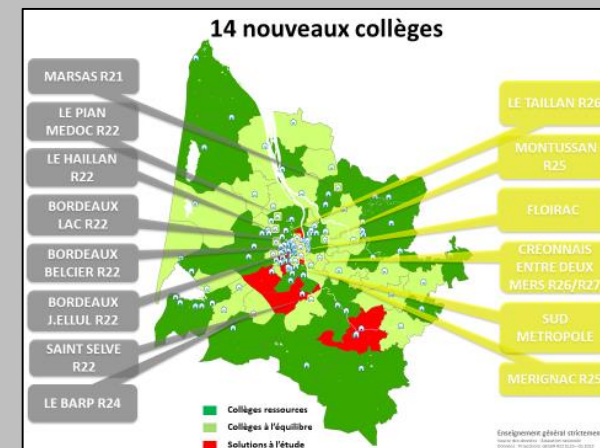 14 nouveaux collèges
MARSAS R21
LE PIAN
MEDOC R22
LE HAILLAN
R22
BORDEAUX
LAC R22
BORDEAUX
BELCIER R22
BORDEAUX
J.ELLUL R22
SAINT SELVE
R22
LE BARP R24
LE TAILLAN R26
MONTUSSAN
R25
FLOIRAC
CREONNAIS
ENTRE DEUX
MERS R26/R27
SUD
METROPOLE
MERIGNAC R25
Collèges ressources
Collèges à l'équilibre
Solutions à l'étude
Enseignement général strictement